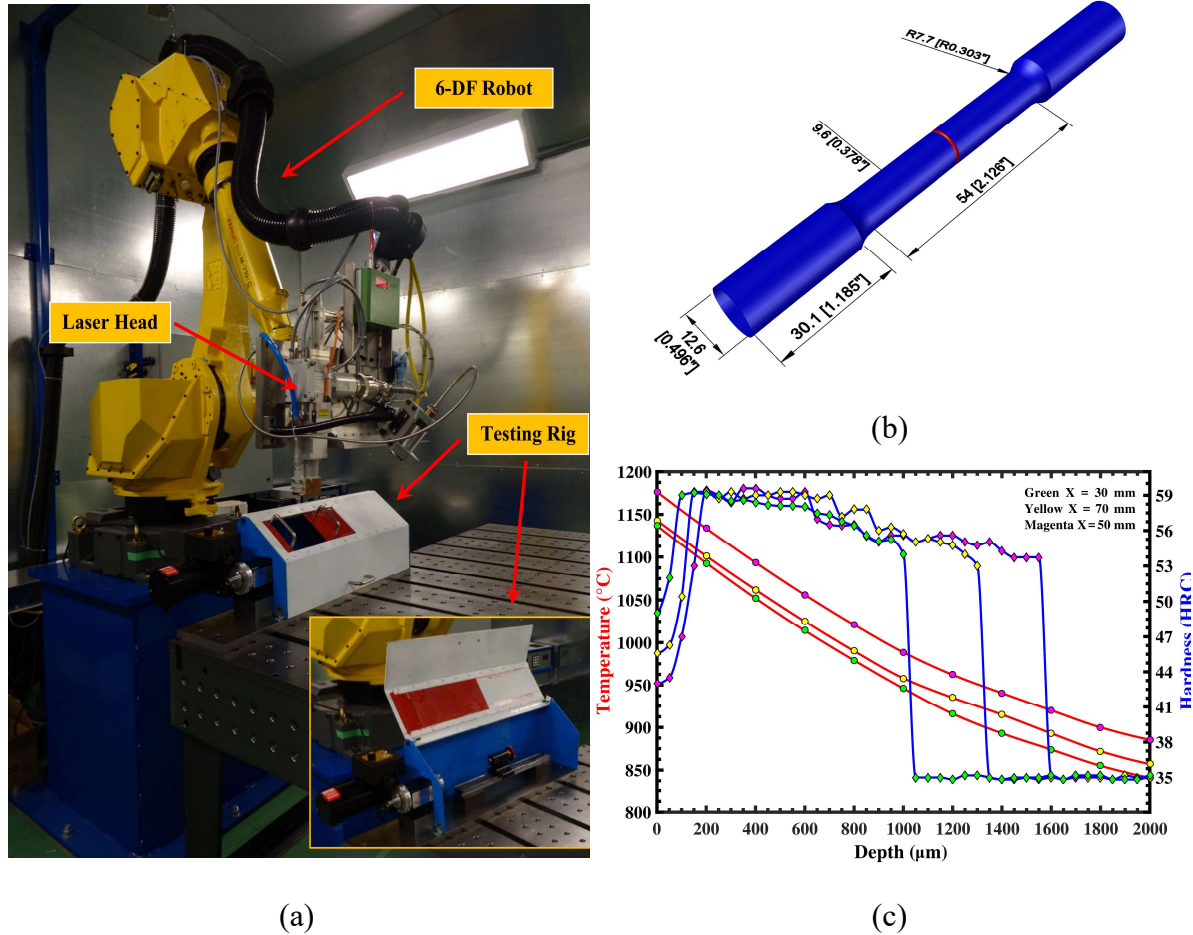 6-DF Robot
Laser Head
Testing Rig
(a)
R7.7 [R0.303"]
9.6 [0.378"]
54 [2.126"]
30.1 [1.185"]
12.6
[0.496"]
(b)
Green X = 30 mm
Yellow X = 70 mm
Magenta X=50 mm
Temperature (°C)
1200
1150
1100
1050
1000
950
900
850
800
Hardness (HRC)
59
56
53
50
47
44
41
38
35
0 200 400 600 800 1000 1200 1400 1600 1800 2000
Depth (µm)
(c)